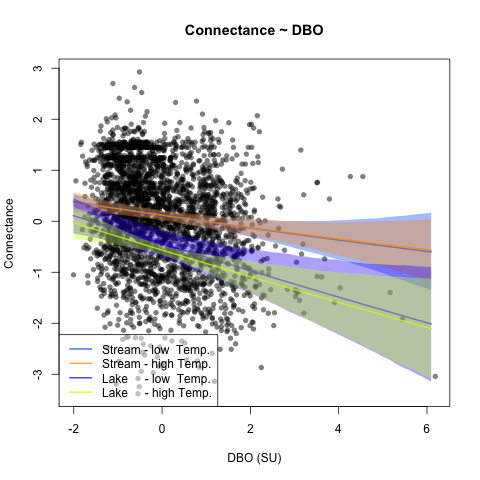 Connectance ~ DBO
Connectance
3
2
1
0
-1
-2
-3
Stream - low Temp.
Stream - high Temp.
Lake - low Temp.
Lake - high Temp.
-2 0 2 4 6
DBO (SU)